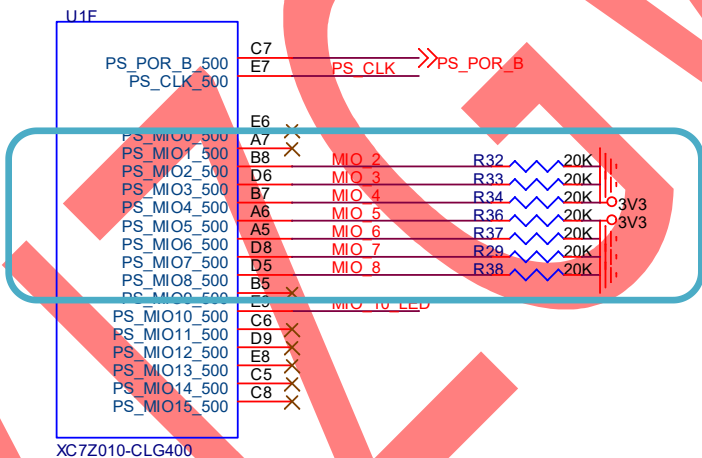 U1F
C7
PS_POR_B_500
PS_POR_B
E7
PS_CLK_500
PS_CLK
E6
PS_MIO0_500
A7
PS_MIO1_500
B8
PS_MIO2_500 MIO_2 R32 20K
D6
PS_MIO3_500 MIO_3 R33 20K
B7
PS_MIO4_500 MIO_4 R34 20K 3V3
A6
PS_MIO5_500 MIO_5 R36 20K 3V3
A5
PS_MIO6_500 MIO_6 R37 20K
D8
PS_MIO7_500 MIO_7 R29 20K
D5
PS_MIO8_500 MIO_8 R38 20K
B5
PS_MIO9_500
E9
PS_MIO10_500 MIO_10_LED
C6
PS_MIO11_500
D9
PS_MIO12_500
E8
PS_MIO13_500
C5
PS_MIO14_500
C8
PS_MIO15_500
XC7Z010-CLG400